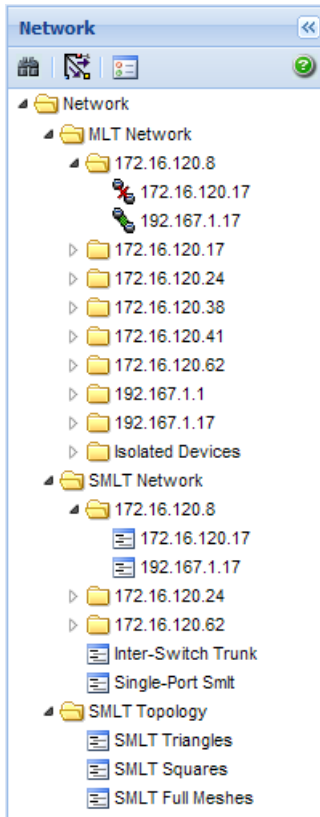 Network
Network
MLT Network
172.16.120.8
172.16.120.17
192.167.1.17
172.16.120.17
172.16.120.24
172.16.120.38
172.16.120.41
172.16.120.62
192.167.1.1
192.167.1.17
Isolated Devices
SMLT Network
172.16.120.8
172.16.120.17
192.167.1.17
172.16.120.24
172.16.120.62
Inter-Switch Trunk
Single-Port Smlt
SMLT Topology
SMLT Triangles
SMLT Squares
SMLT Full Meshes